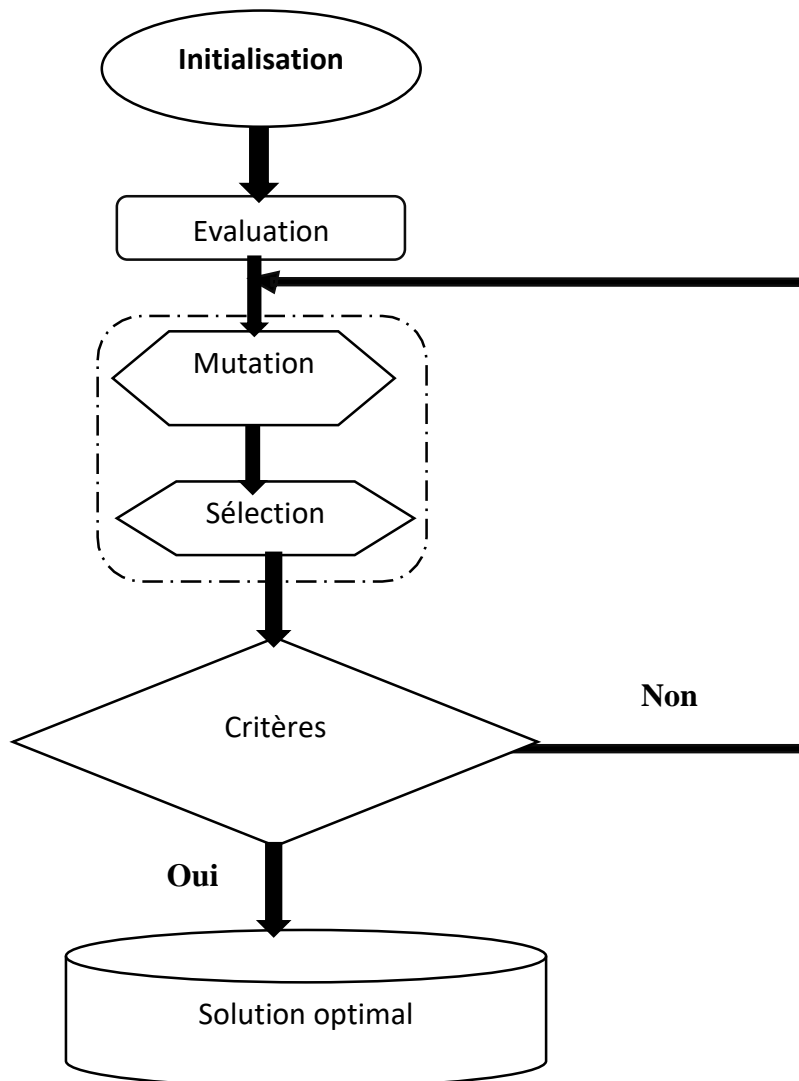 Initialisation
Evaluation
Mutation
Sélection
Critères
Non
Oui
Solution optimal